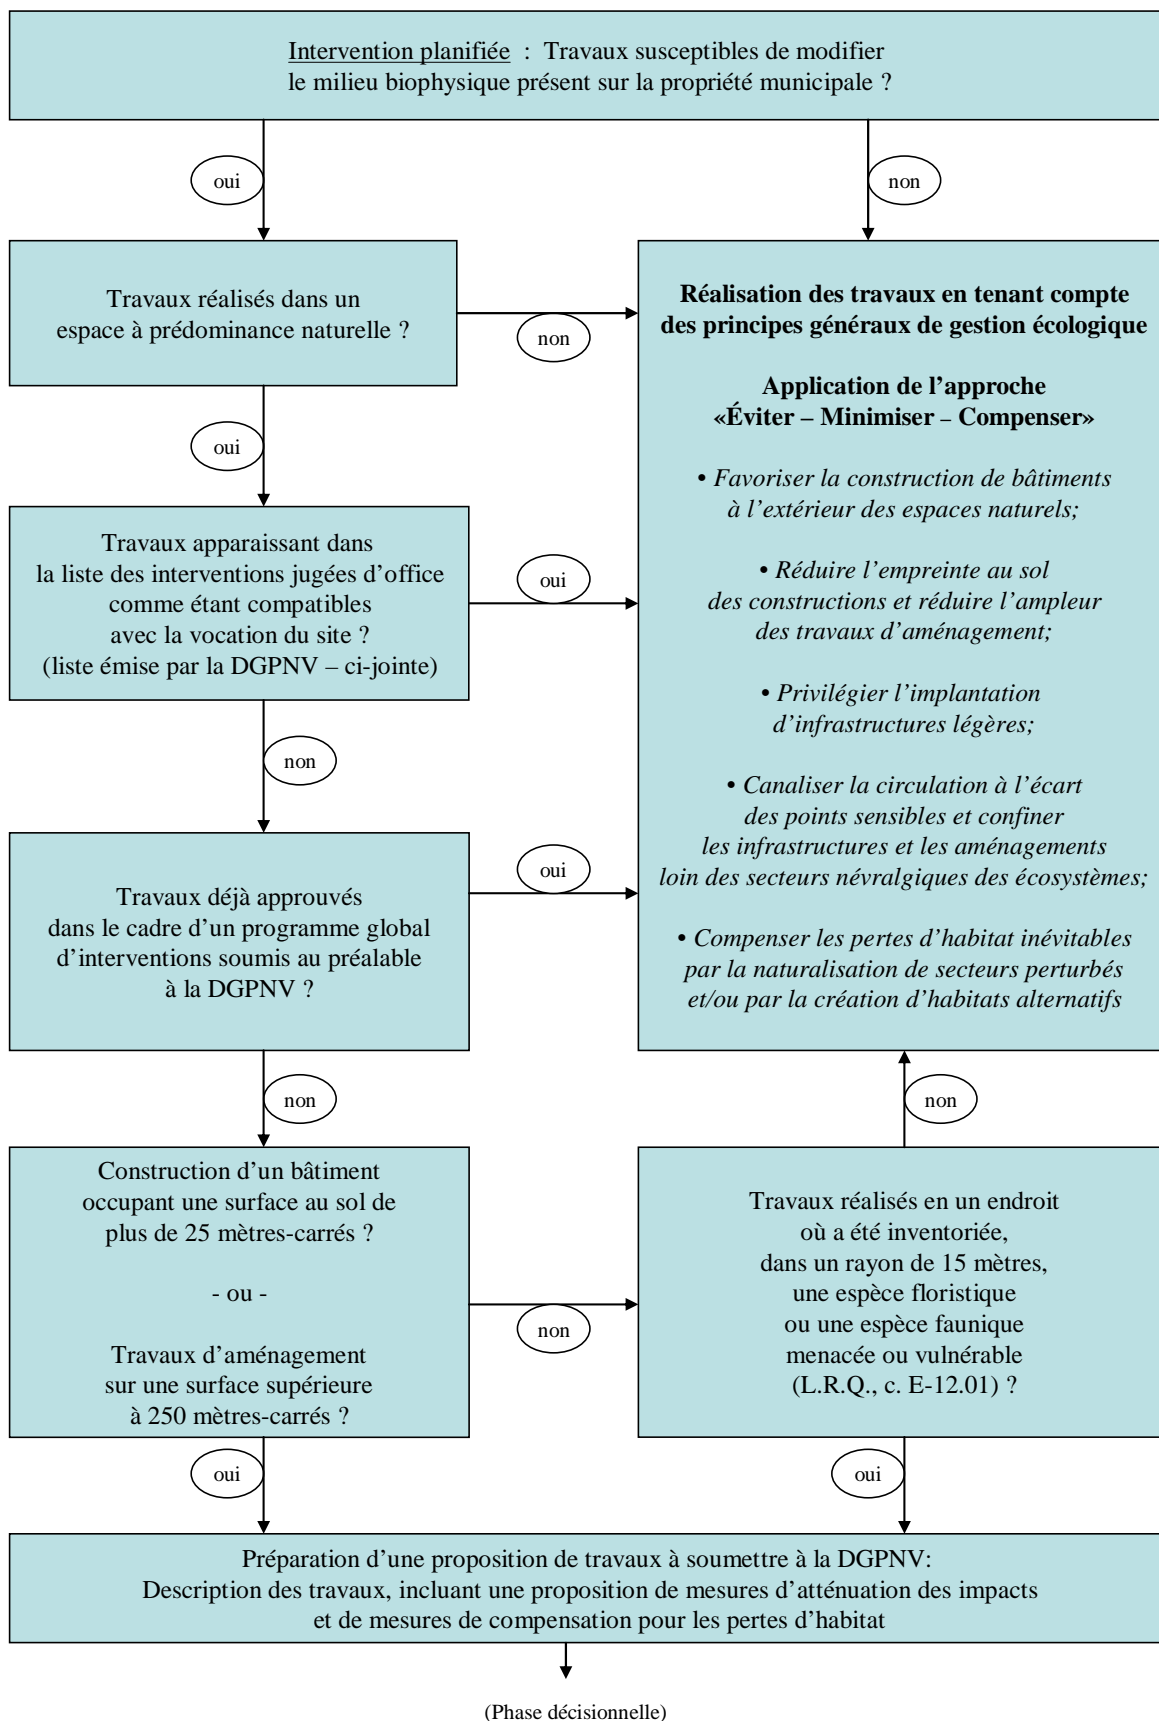 Intervention planifiée : Travaux susceptibles de modifier
le milieu biophysique présent sur la propriété municipale ?
oui
non
Travaux réalisés dans un
espace à prédominance naturelle ?
non
Réalisation des travaux en tenant compte
des principes généraux de gestion écologique
Application de l’approche
«Éviter – Minimiser – Compenser»
• Favoriser la construction de bâtiments
à l’extérieur des espaces naturels;
• Réduire l’empreinte au sol
des constructions et réduire l’ampleur
des travaux d’aménagement;
• Privilégier l’implantation
d’infrastructures légères;
• Canaliser la circulation à l’écart
des points sensibles et confiner
les infrastructures et les aménagements
loin des secteurs névralgiques des écosystèmes;
• Compenser les pertes d’habitat inévitables
par la naturalisation de secteurs perturbés
et/ou par la création d’habitats alternatifs
oui
Travaux apparaissant dans
la liste des interventions jugées d’office
comme étant compatibles
avec la vocation du site ?
(liste émise par la DGPNV – ci-jointe)
oui
non
Travaux déjà approuvés
dans le cadre d’un programme global
d’interventions soumis au préalable
à la DGPNV ?
oui
non
non
Construction d’un bâtiment
occupant une surface au sol de
plus de 25 mètres-carrés ?
- ou -
Travaux d’aménagement
sur une surface supérieure
à 250 mètres-carrés ?
non
Travaux réalisés en un endroit
où a été inventoriée,
dans un rayon de 15 mètres,
une espèce floristique
ou une espèce faunique
menacée ou vulnérable
(L.R.Q., c. E-12.01) ?
oui
oui
Préparation d’une proposition de travaux à soumettre à la DGPNV:
Description des travaux, incluant une proposition de mesures d’atténuation des impacts
et de mesures de compensation pour les pertes d’habitat
(Phase décisionnelle)